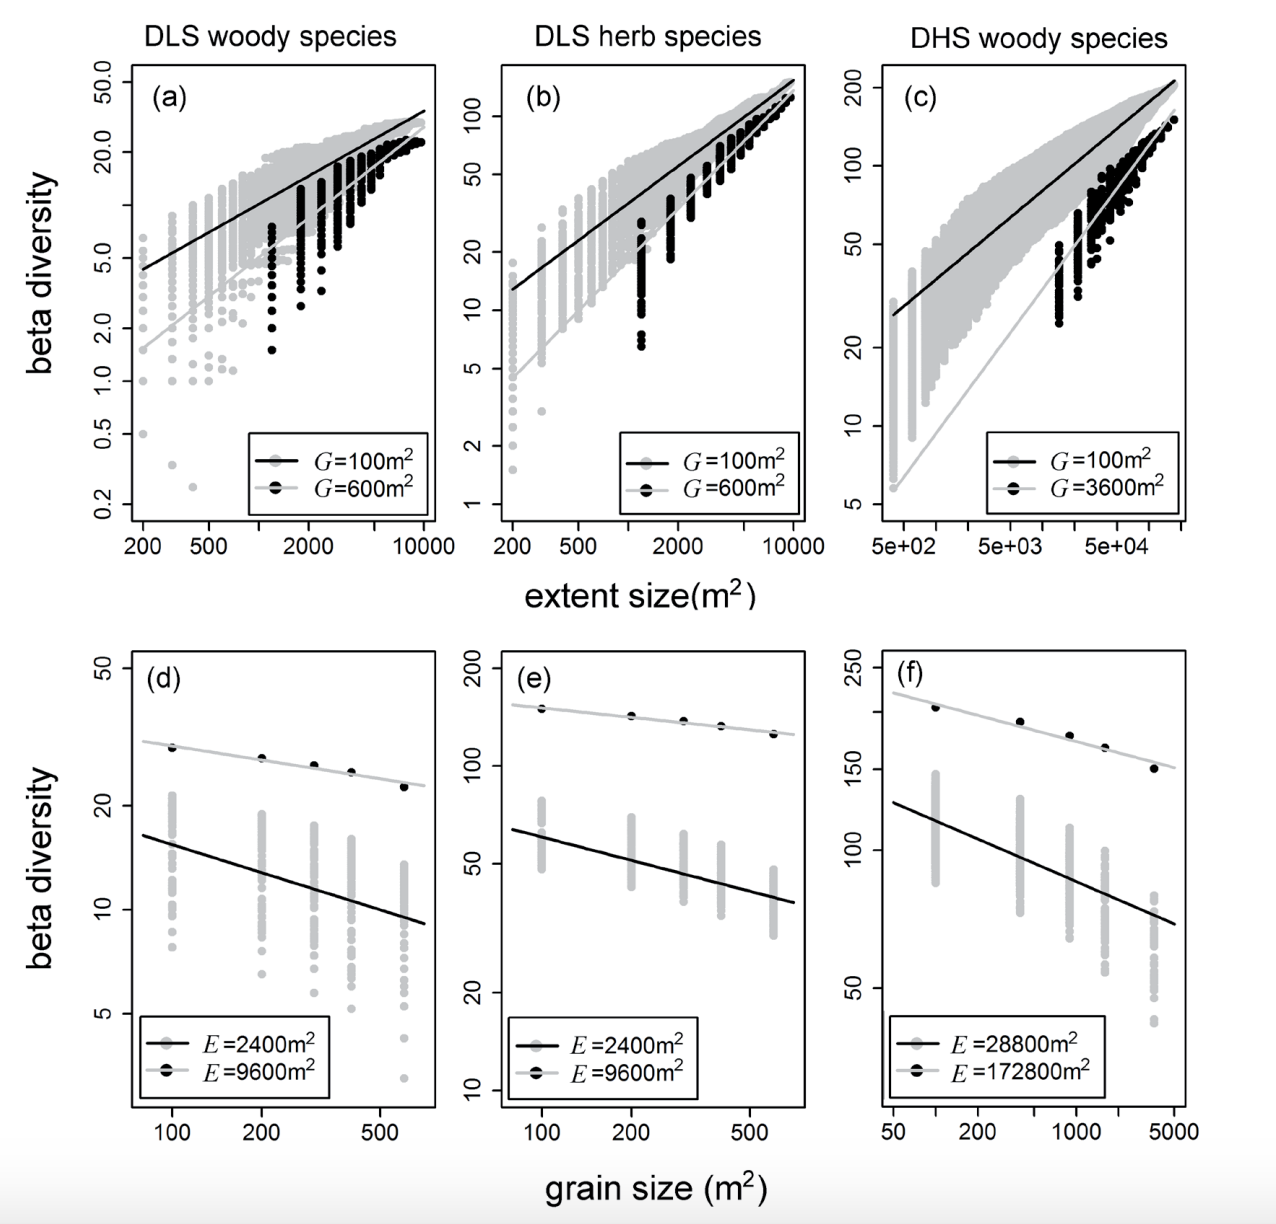 DLS woody species DLS herb species DHS woody species
beta diversity
(a)
50.0
20.0
5.0
2.0
1.0
0.5
0.2
G=100m²
G=600m²
200 500 2000 10000
(b)
100
50
20
10
5
2
1
G=100m²
G=600m²
200 500 2000 10000
(c)
200
100
50
20
10
5
G=100m²
G=3600m²
5e+02 5e+03 5e+04
extent size(m²)
beta diversity
(d)
50
20
10
5
E=2400m²
E=9600m²
100 200 500
(e)
200
100
50
20
10
E=2400m²
E=9600m²
100 200 500
(f)
250
150
100
50
E=28800m²
E=172800m²
50 200 1000 5000
grain size (m²)